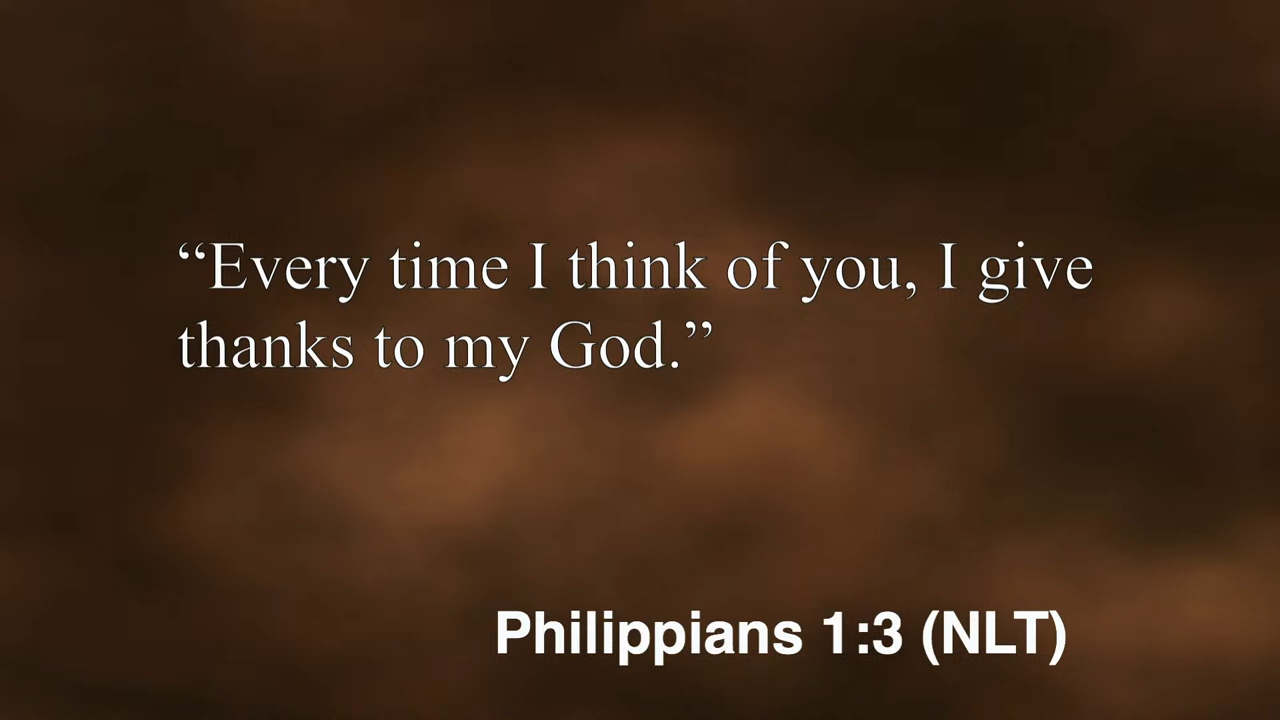 “Every time I think of you, I give
thanks to my God.”
Philippians 1:3 (NLT)